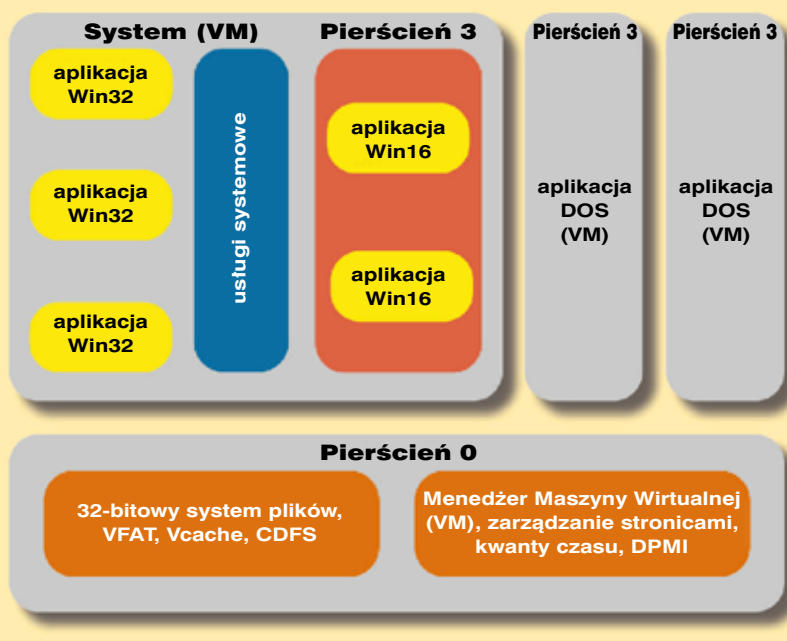 System (VM) Pierścień 3
aplikacja
Win32
aplikacja
Win32
aplikacja
Win32
usługi systemowe
aplikacja
Win16
aplikacja
Win16
Pierścień 3
aplikacja
DOS
(VM)
Pierścień 3
aplikacja
DOS
(VM)
Pierścień 0
32-bitowy system plików,
VFAT, Vcache, CDFS
Menedżer Maszyny Wirtualnej
(VM), zarządzanie stronicami,
kwanty czasu, DPMI